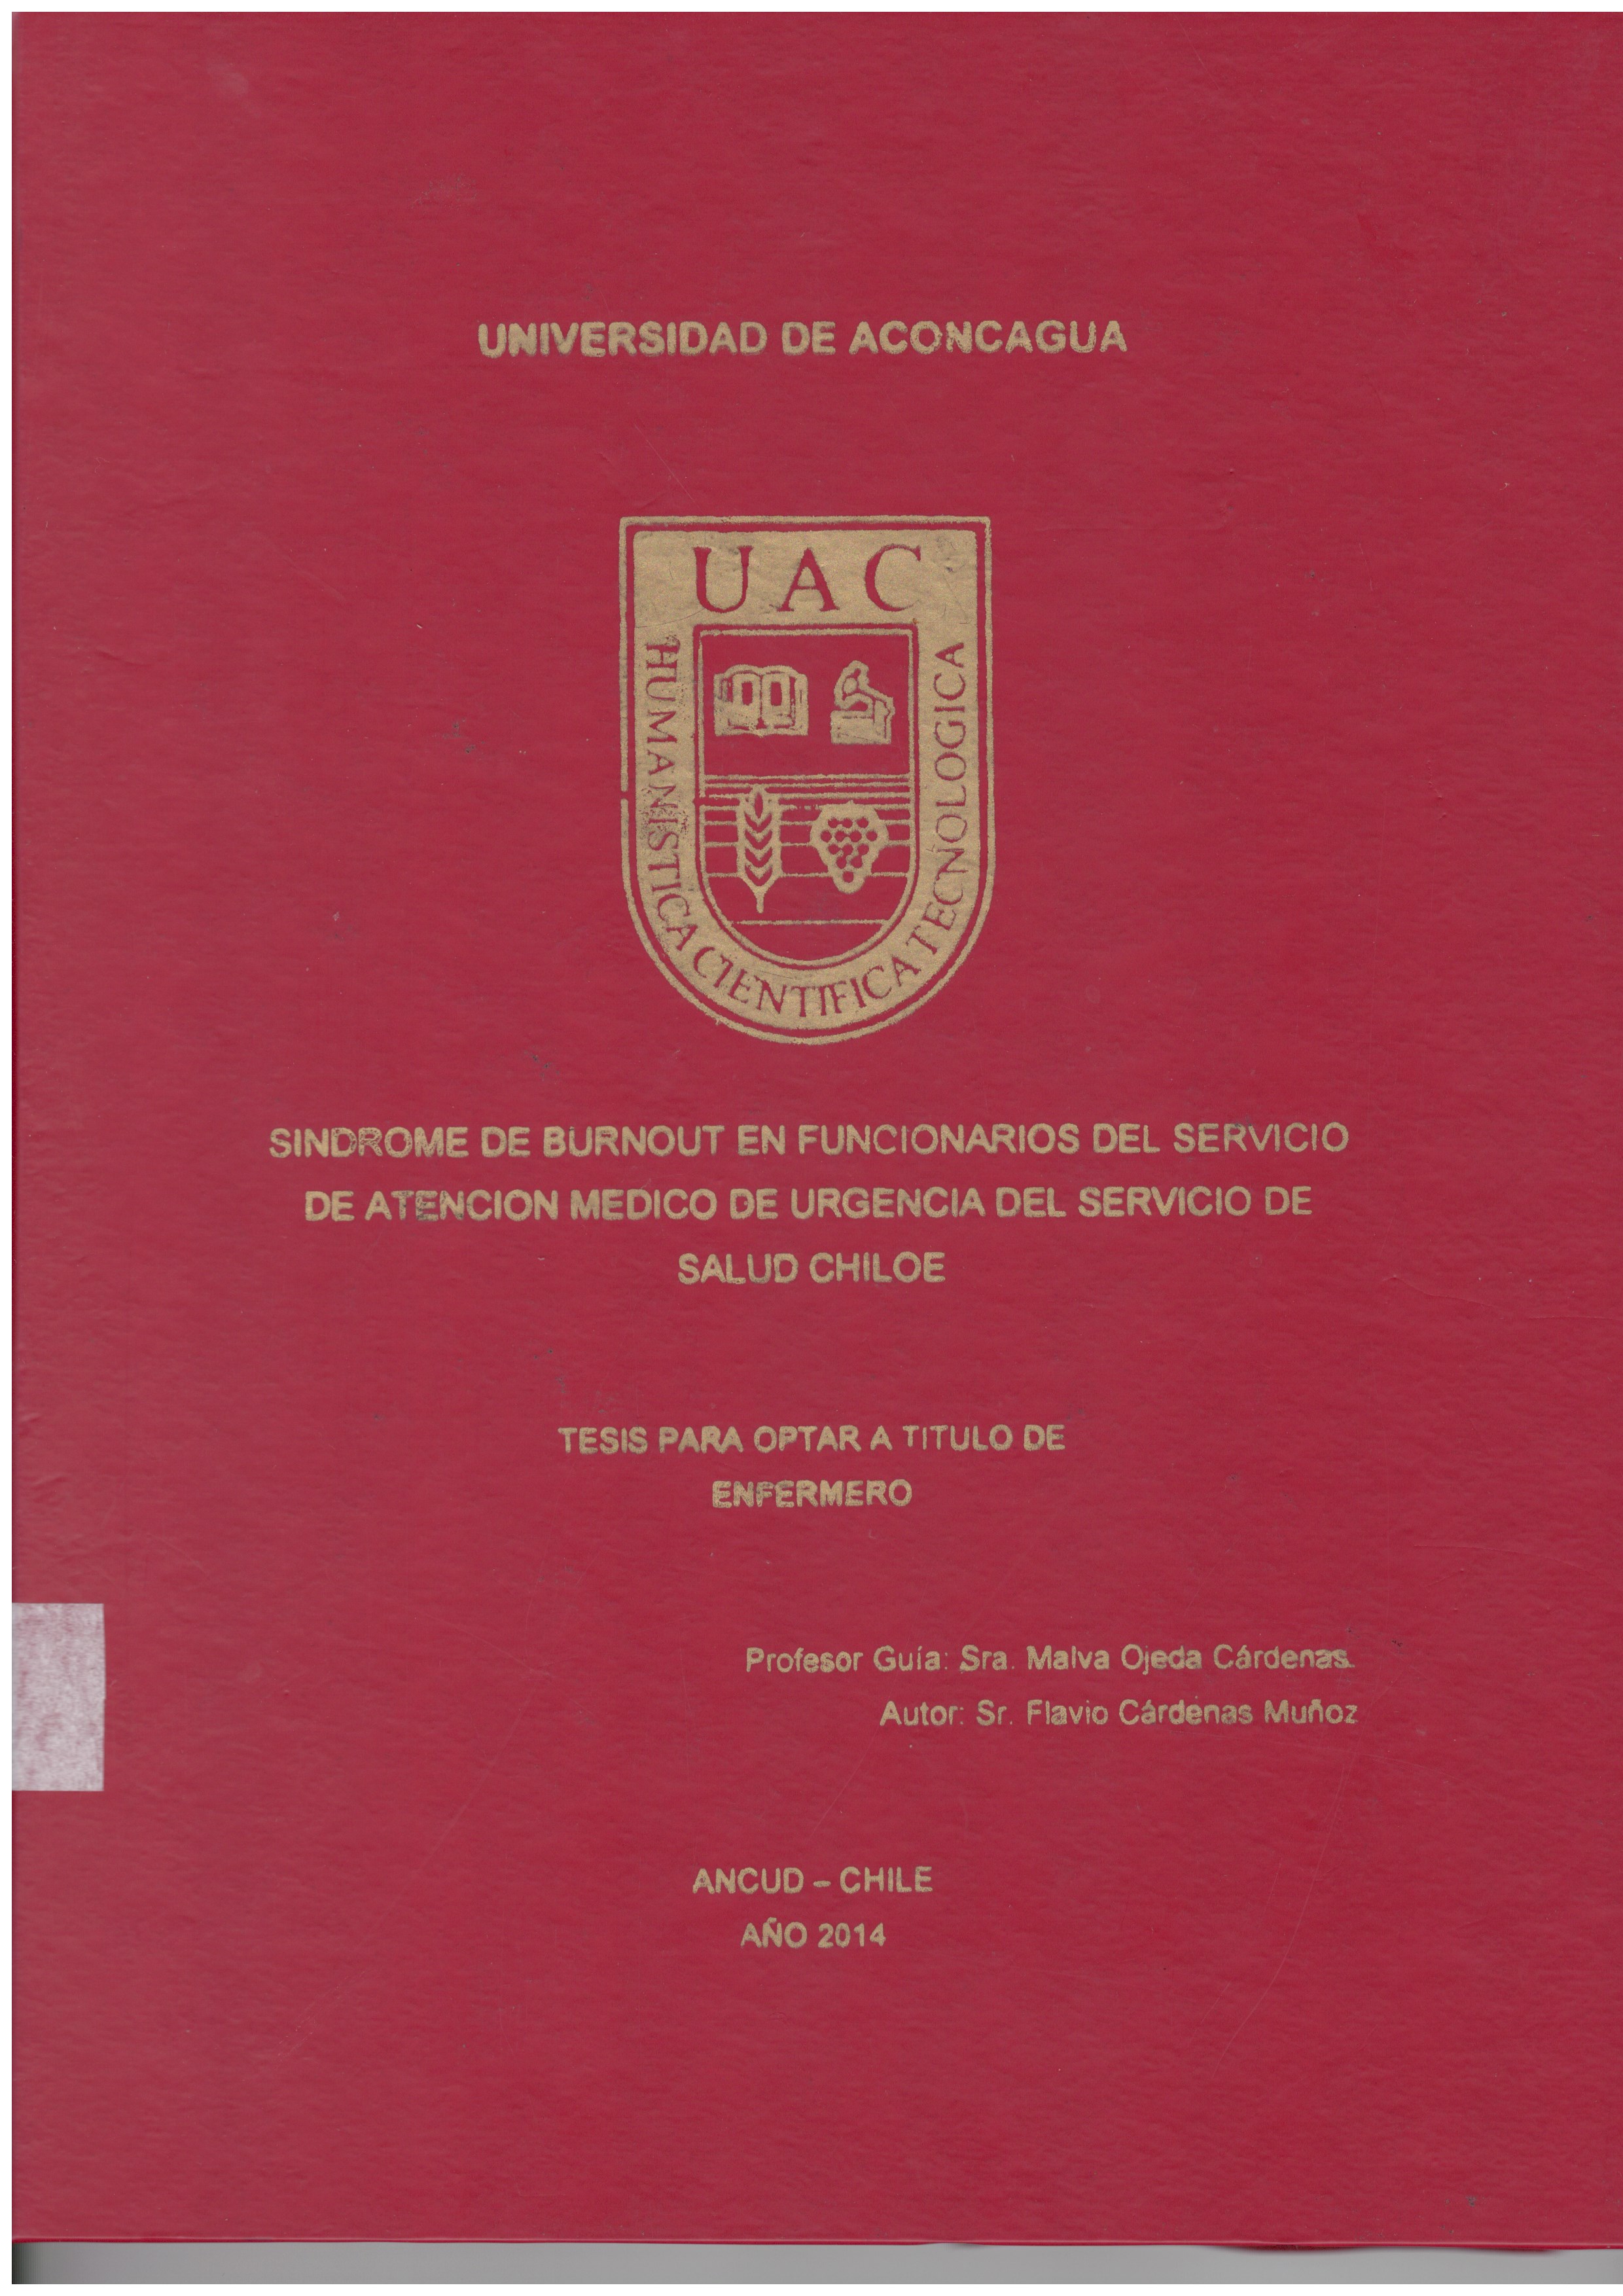 UNIVERSIDAD DE ACONCAGUA
UAC
HUMANISTICA CIENTIFICA TECNOLOGICA
SINDROME DE BURNOUT EN FUNCIONARIOS DEL SERVICIO
DE ATENCION MEDICO DE URGENCIA DEL SERVICIO DE
SALUD CHILOE
TESIS PARA OPTAR A TITULO DE
ENFERMERO
Profesor Guía: Sra. Malva Ojeda Cárdenas.
Autor: Sr. Flavio Cárdenas Muñoz
ANCUD – CHILE
AÑO 2014